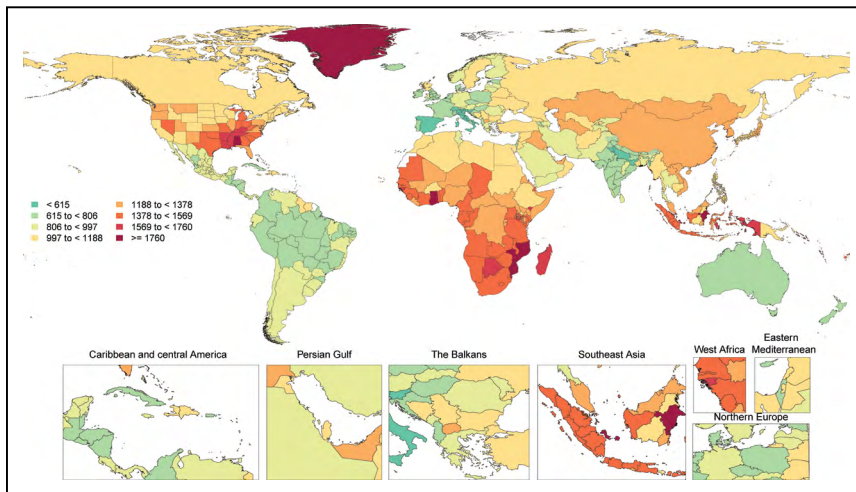 < 615
615 to < 806
806 to < 997
997 to < 1188
1188 to < 1378
1378 to < 1569
1569 to < 1760
>= 1760
Caribbean and central America
Persian Gulf
The Balkans
Southeast Asia
West Africa
Eastern
Mediterranean
Northern Europe